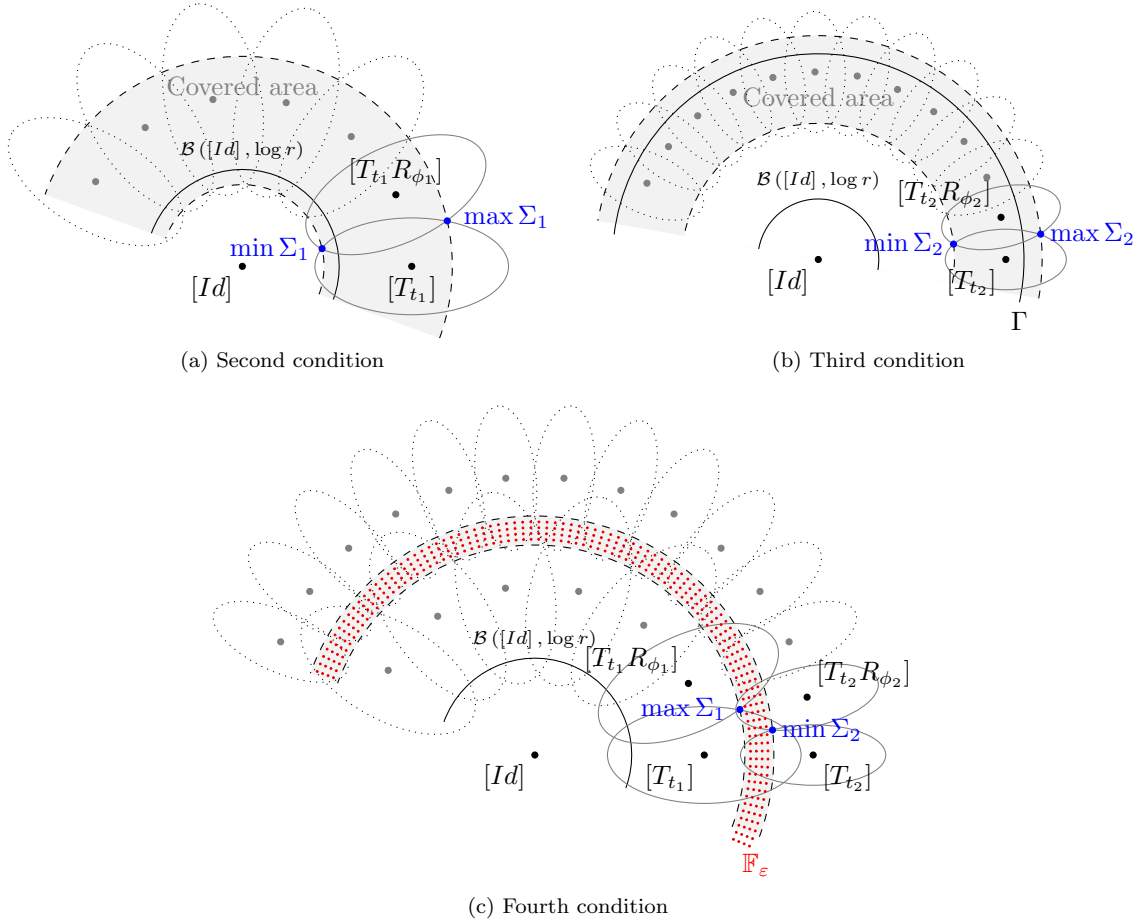 Covered area
𝓑([Id], log r)
[T_{t_1} R_{ϕ_1}]
max Σ_1
min Σ_1
[Id]
[T_{t_1}]
(a) Second condition
Covered area
𝓑([Id], log r)
[T_{t_2} R_{ϕ_2}]
min Σ_2
max Σ_2
[Id]
[T_{t_2}]
Γ
(b) Third condition
𝓑([Id], log r)
[T_{t_1} R_{ϕ_1}]
[T_{t_2} R_{ϕ_2}]
max Σ_1
min Σ_2
[Id]
[T_{t_1}]
[T_{t_2}]
𝔽_ε
(c) Fourth condition